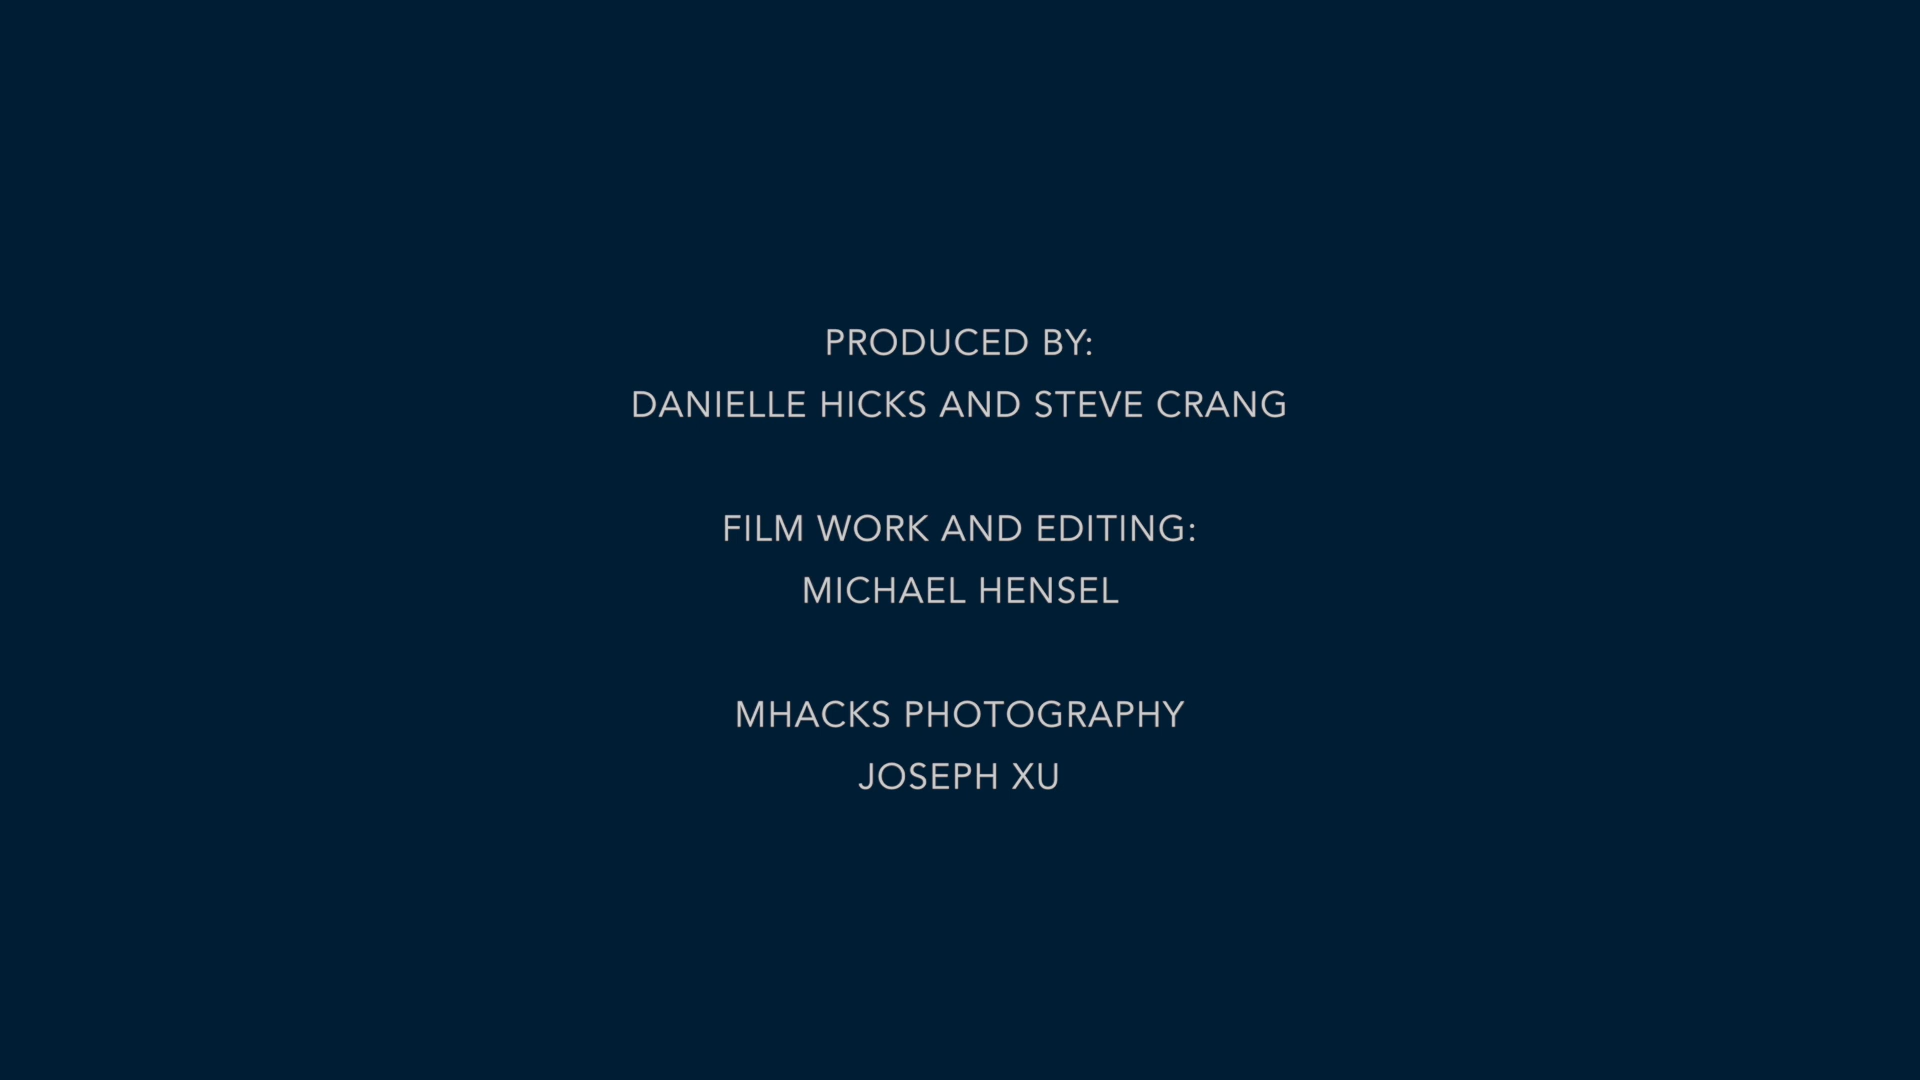 PRODUCED BY:
DANIELLE HICKS AND STEVE CRANG
FILM WORK AND EDITING:
MICHAEL HENSEL
MHACKS PHOTOGRAPHY
JOSEPH XU